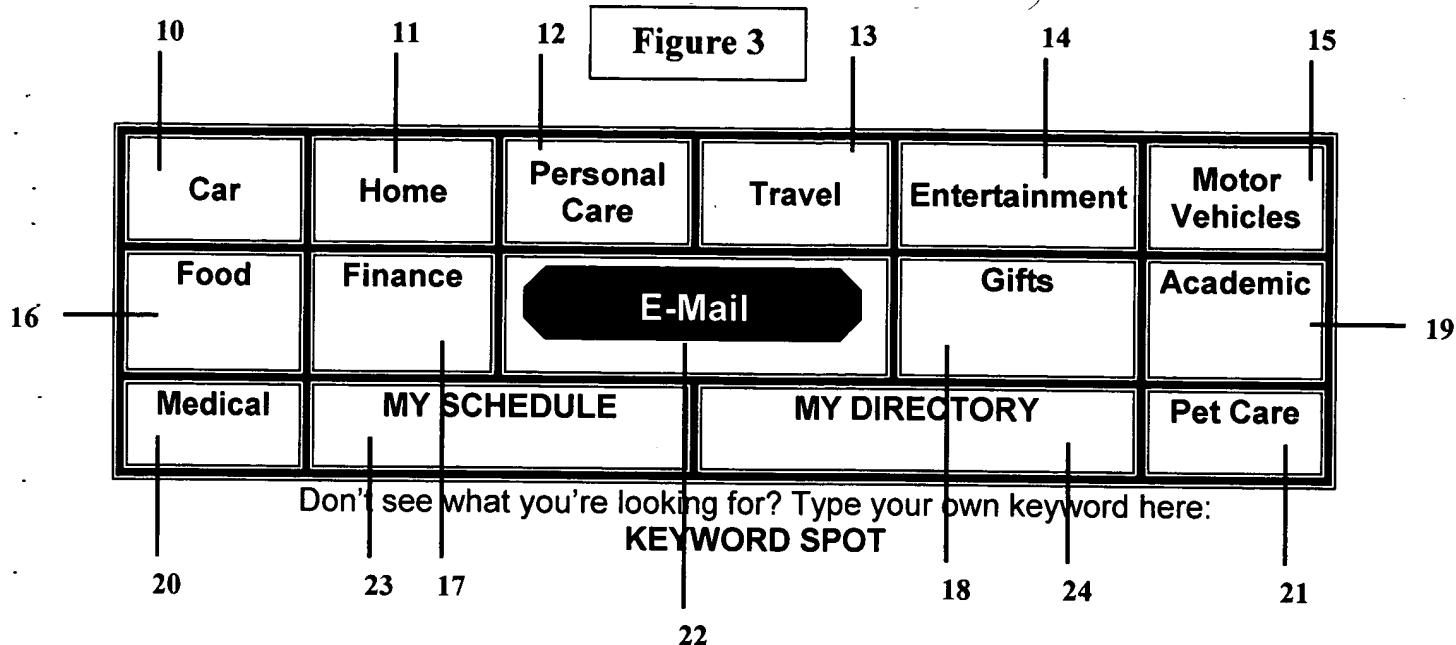 Figure 3
10
11
12
13
14
15
Car
Home
Personal
Care
Travel
Entertainment
Motor
Vehicles
Food
Finance
E-Mail
Gifts
Academic
16
19
Medical
MY SCHEDULE
MY DIRECTORY
Pet Care
Don't see what you're looking for? Type your own keyword here:
KEYWORD SPOT
20
23
17
18
24
21
22